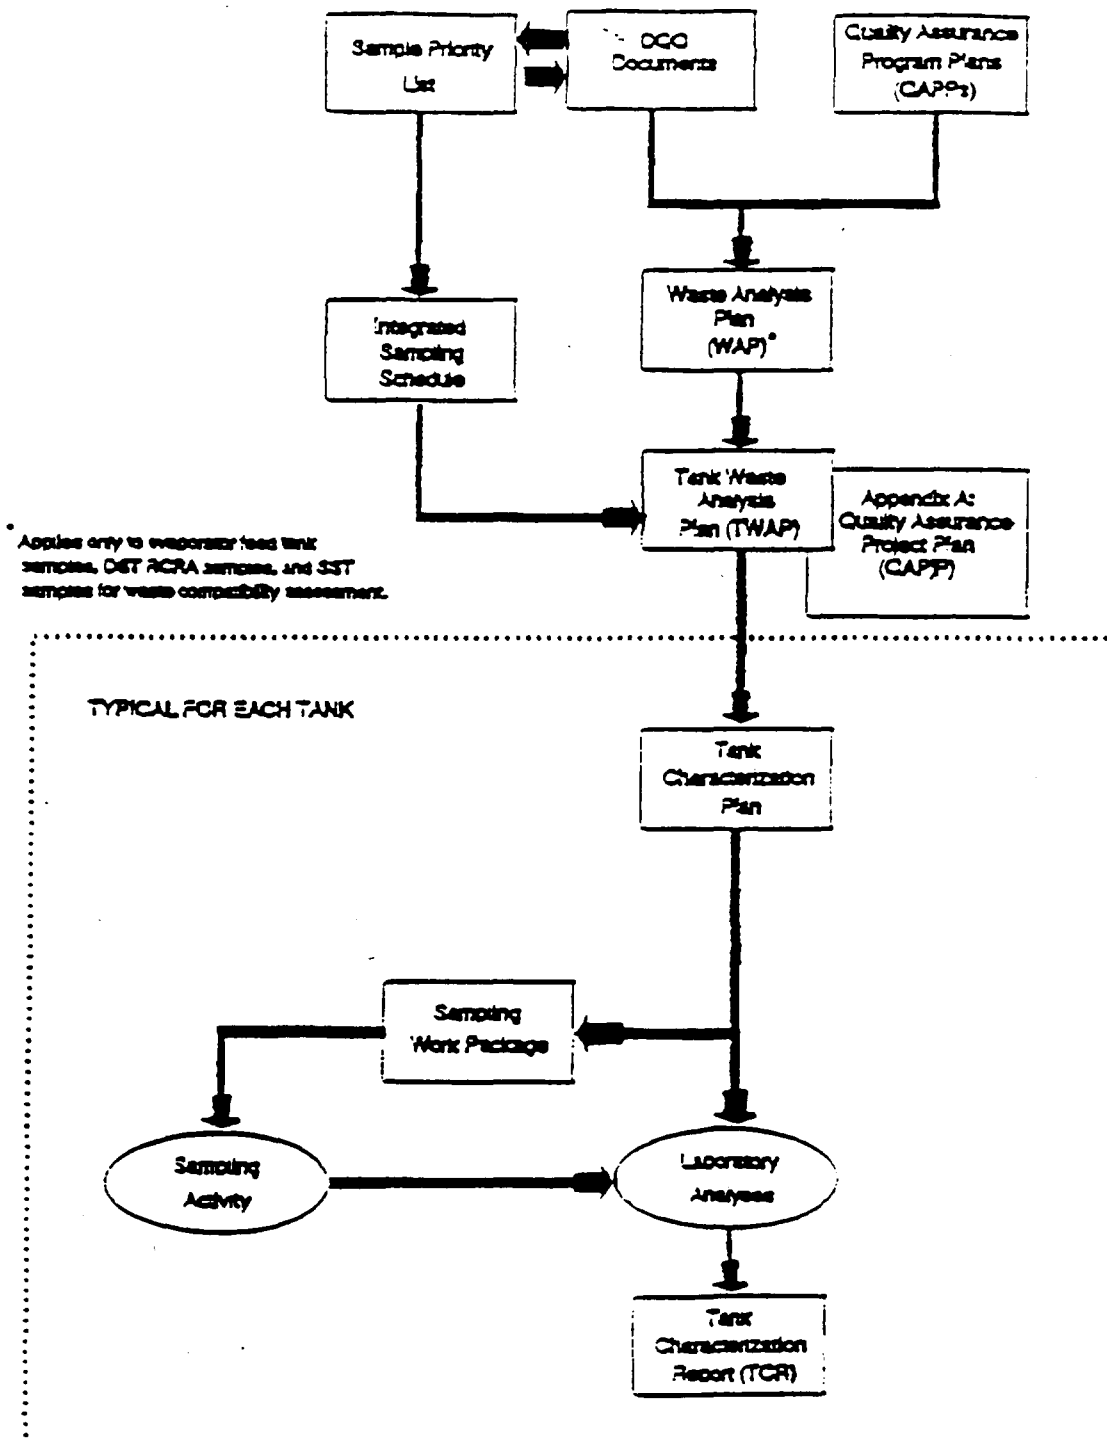 Sample Priority
List
Documents
Quality Assurance
Program Plans
Integrated
Sampling
Schedule
Waste Analysis
Plan
(WAP)*
Tank Waste
Analysis
Plan (TWAP)
Appendix A:
Quality Assurance
Project Plan
* Applies only to evaporator feed tank
samples, DST RCRA samples, and SST
samples for waste compatibility assessment.
TYPICAL FOR EACH TANK
Tank
Characterization
Plan
Sampling
Work Package
Sampling
Activity
Laboratory
Analyses
Tank
Characterization
Report (TCR)